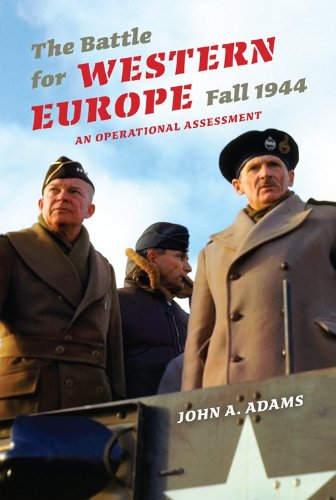 The Battle
for WESTERN
EUROPE Fall 1944
AN OPERATIONAL ASSESSMENT
JOHN A. ADAMS